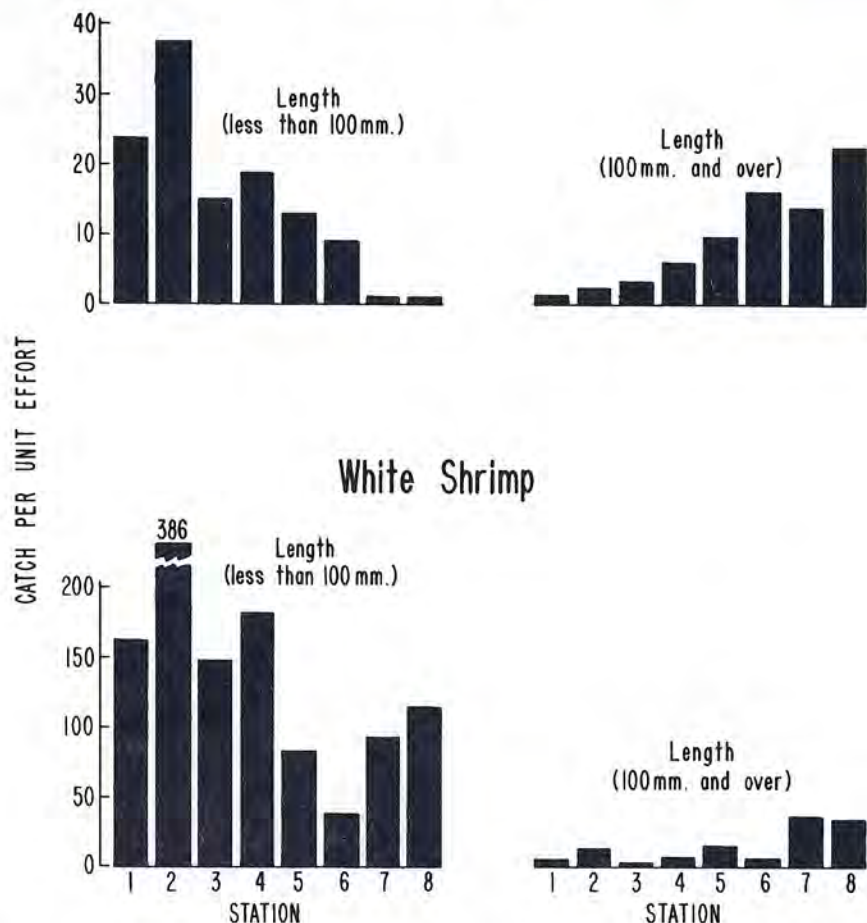 40
30
20
10
0
Length
(less than 100mm.)
Length
(100mm. and over)
CATCH PER UNIT EFFORT
White Shrimp
386
200
150
100
50
0
Length
(less than 100mm.)
Length
(100mm. and over)
1 2 3 4 5 6 7 8
STATION
1 2 3 4 5 6 7 8
STATION